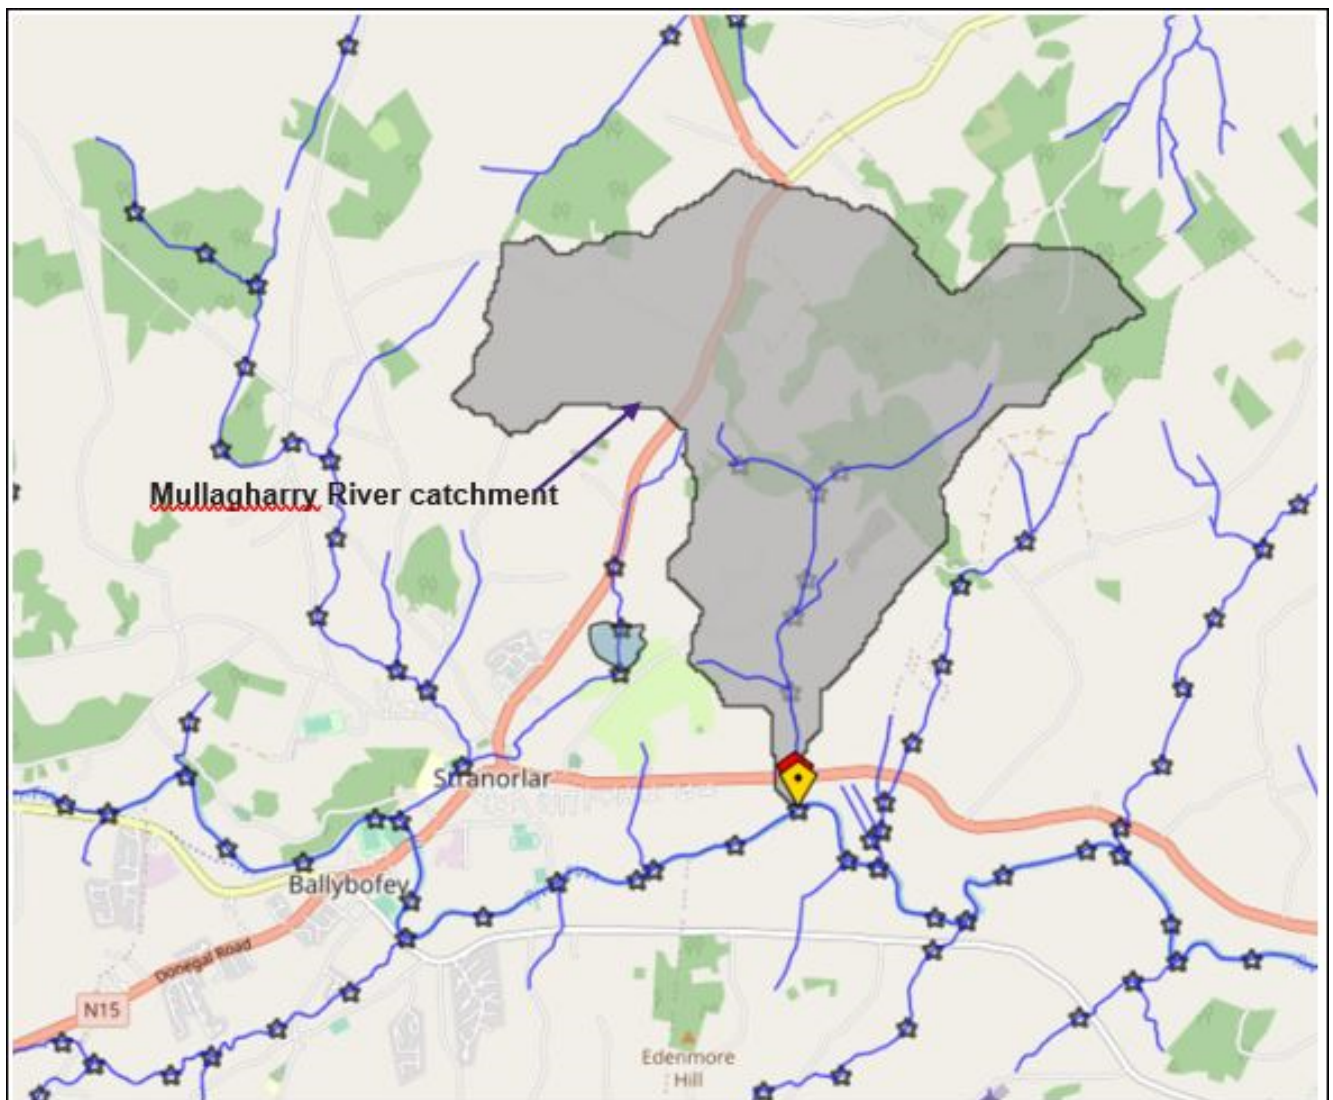 Mullagharry River catchment
Stranorlar
Ballybofey
Donegal Road
N15
Edenmore
Hill